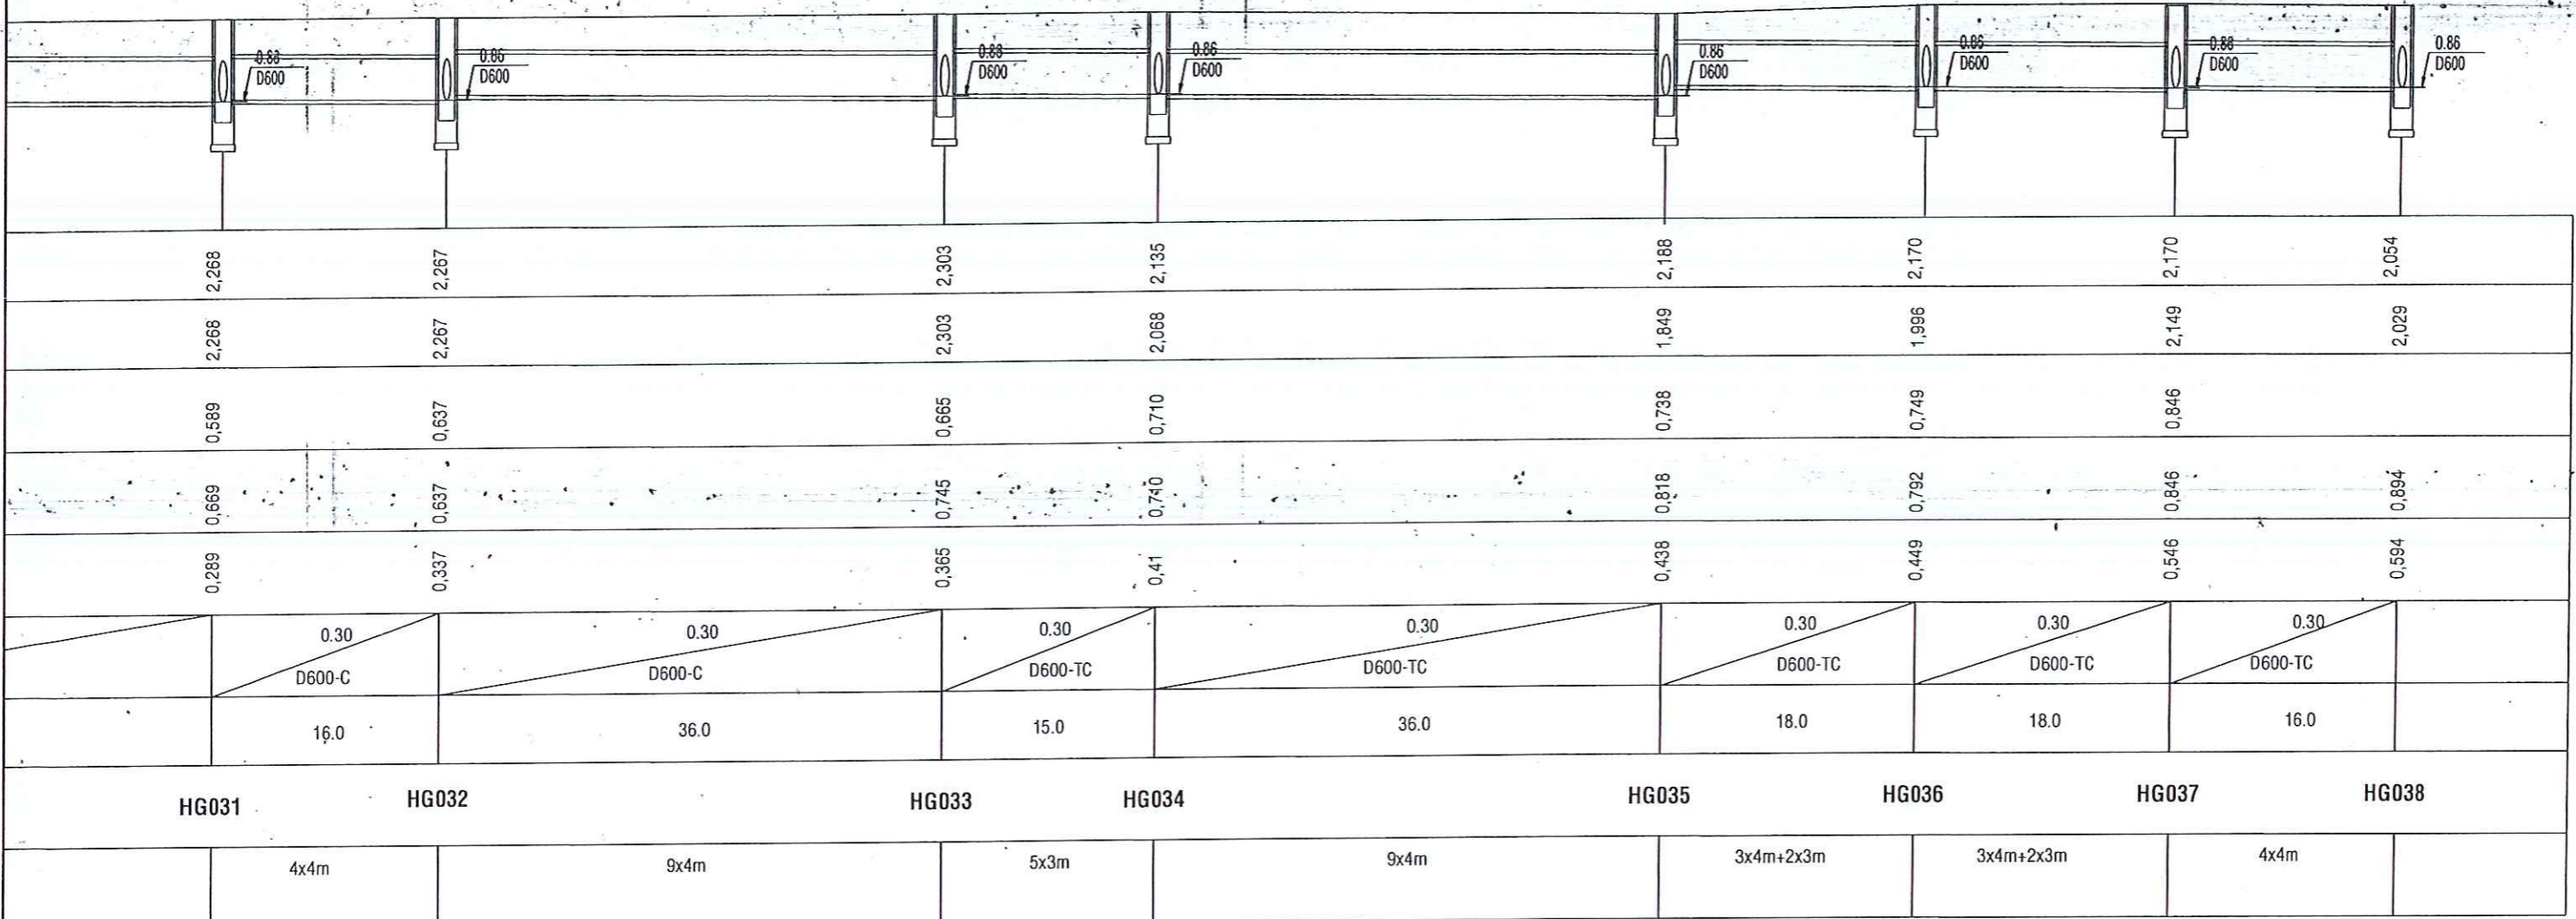 0.86
D600
0.86
D600
0.86
D600
0.86
D600
0.86
D600
0.86
D600
0.86
D600
0.86
D600
2,268 2,267 2,303 2,135 2,188 2,170 2,170 2,054
2,268 2,267 2,303 2,068 1,849 1,996 2,149 2,029
0,589 0,637 0,665 0,710 0,738 0,749 0,846
0,669 0,637 0,745 0,710 0,818 0,792 0,846 0,894
0,289 0,337 0,365 0,41 0,438 0,449 0,546 0,594
0.30 0.30 0.30 0.30 0.30 0.30 0.30
D600-C D600-C D600-TC D600-TC D600-TC D600-TC D600-TC
16.0 36.0 15.0 36.0 18.0 18.0 16.0
HG031 HG032 HG033 HG034 HG035 HG036 HG037 HG038
4x4m 9x4m 5x3m 9x4m 3x4m+2x3m 3x4m+2x3m 4x4m